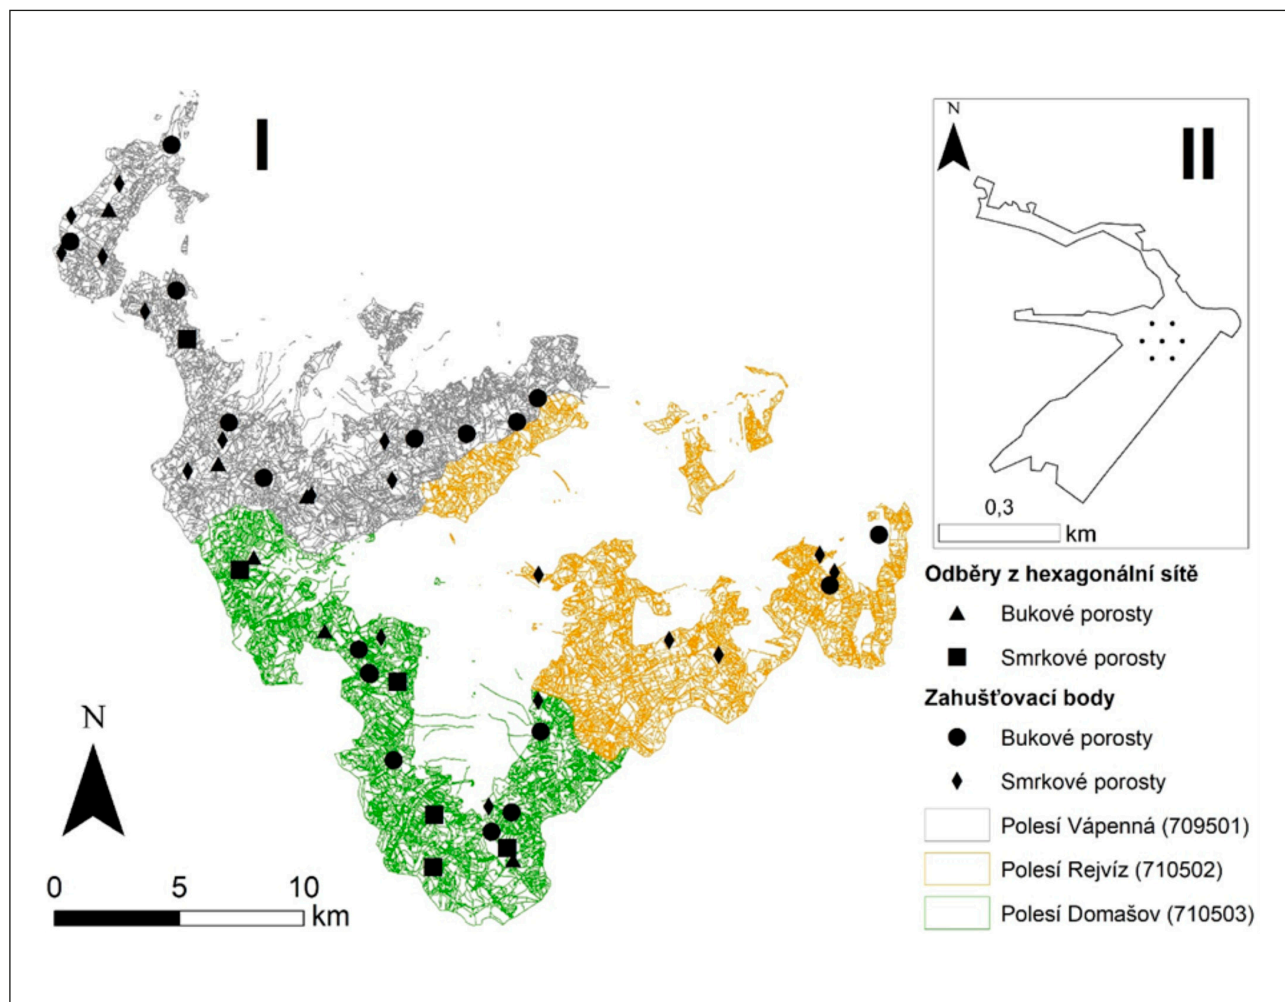 I
N
II
0,3
km
Odběry z hexagonální sítě
Bukové porosty
Smrkové porosty
Zahušťovací body
Bukové porosty
Smrkové porosty
Polesí Vápenná (709501)
Polesí Rejvíz (710502)
Polesí Domašov (710503)
N
0 5 10
km